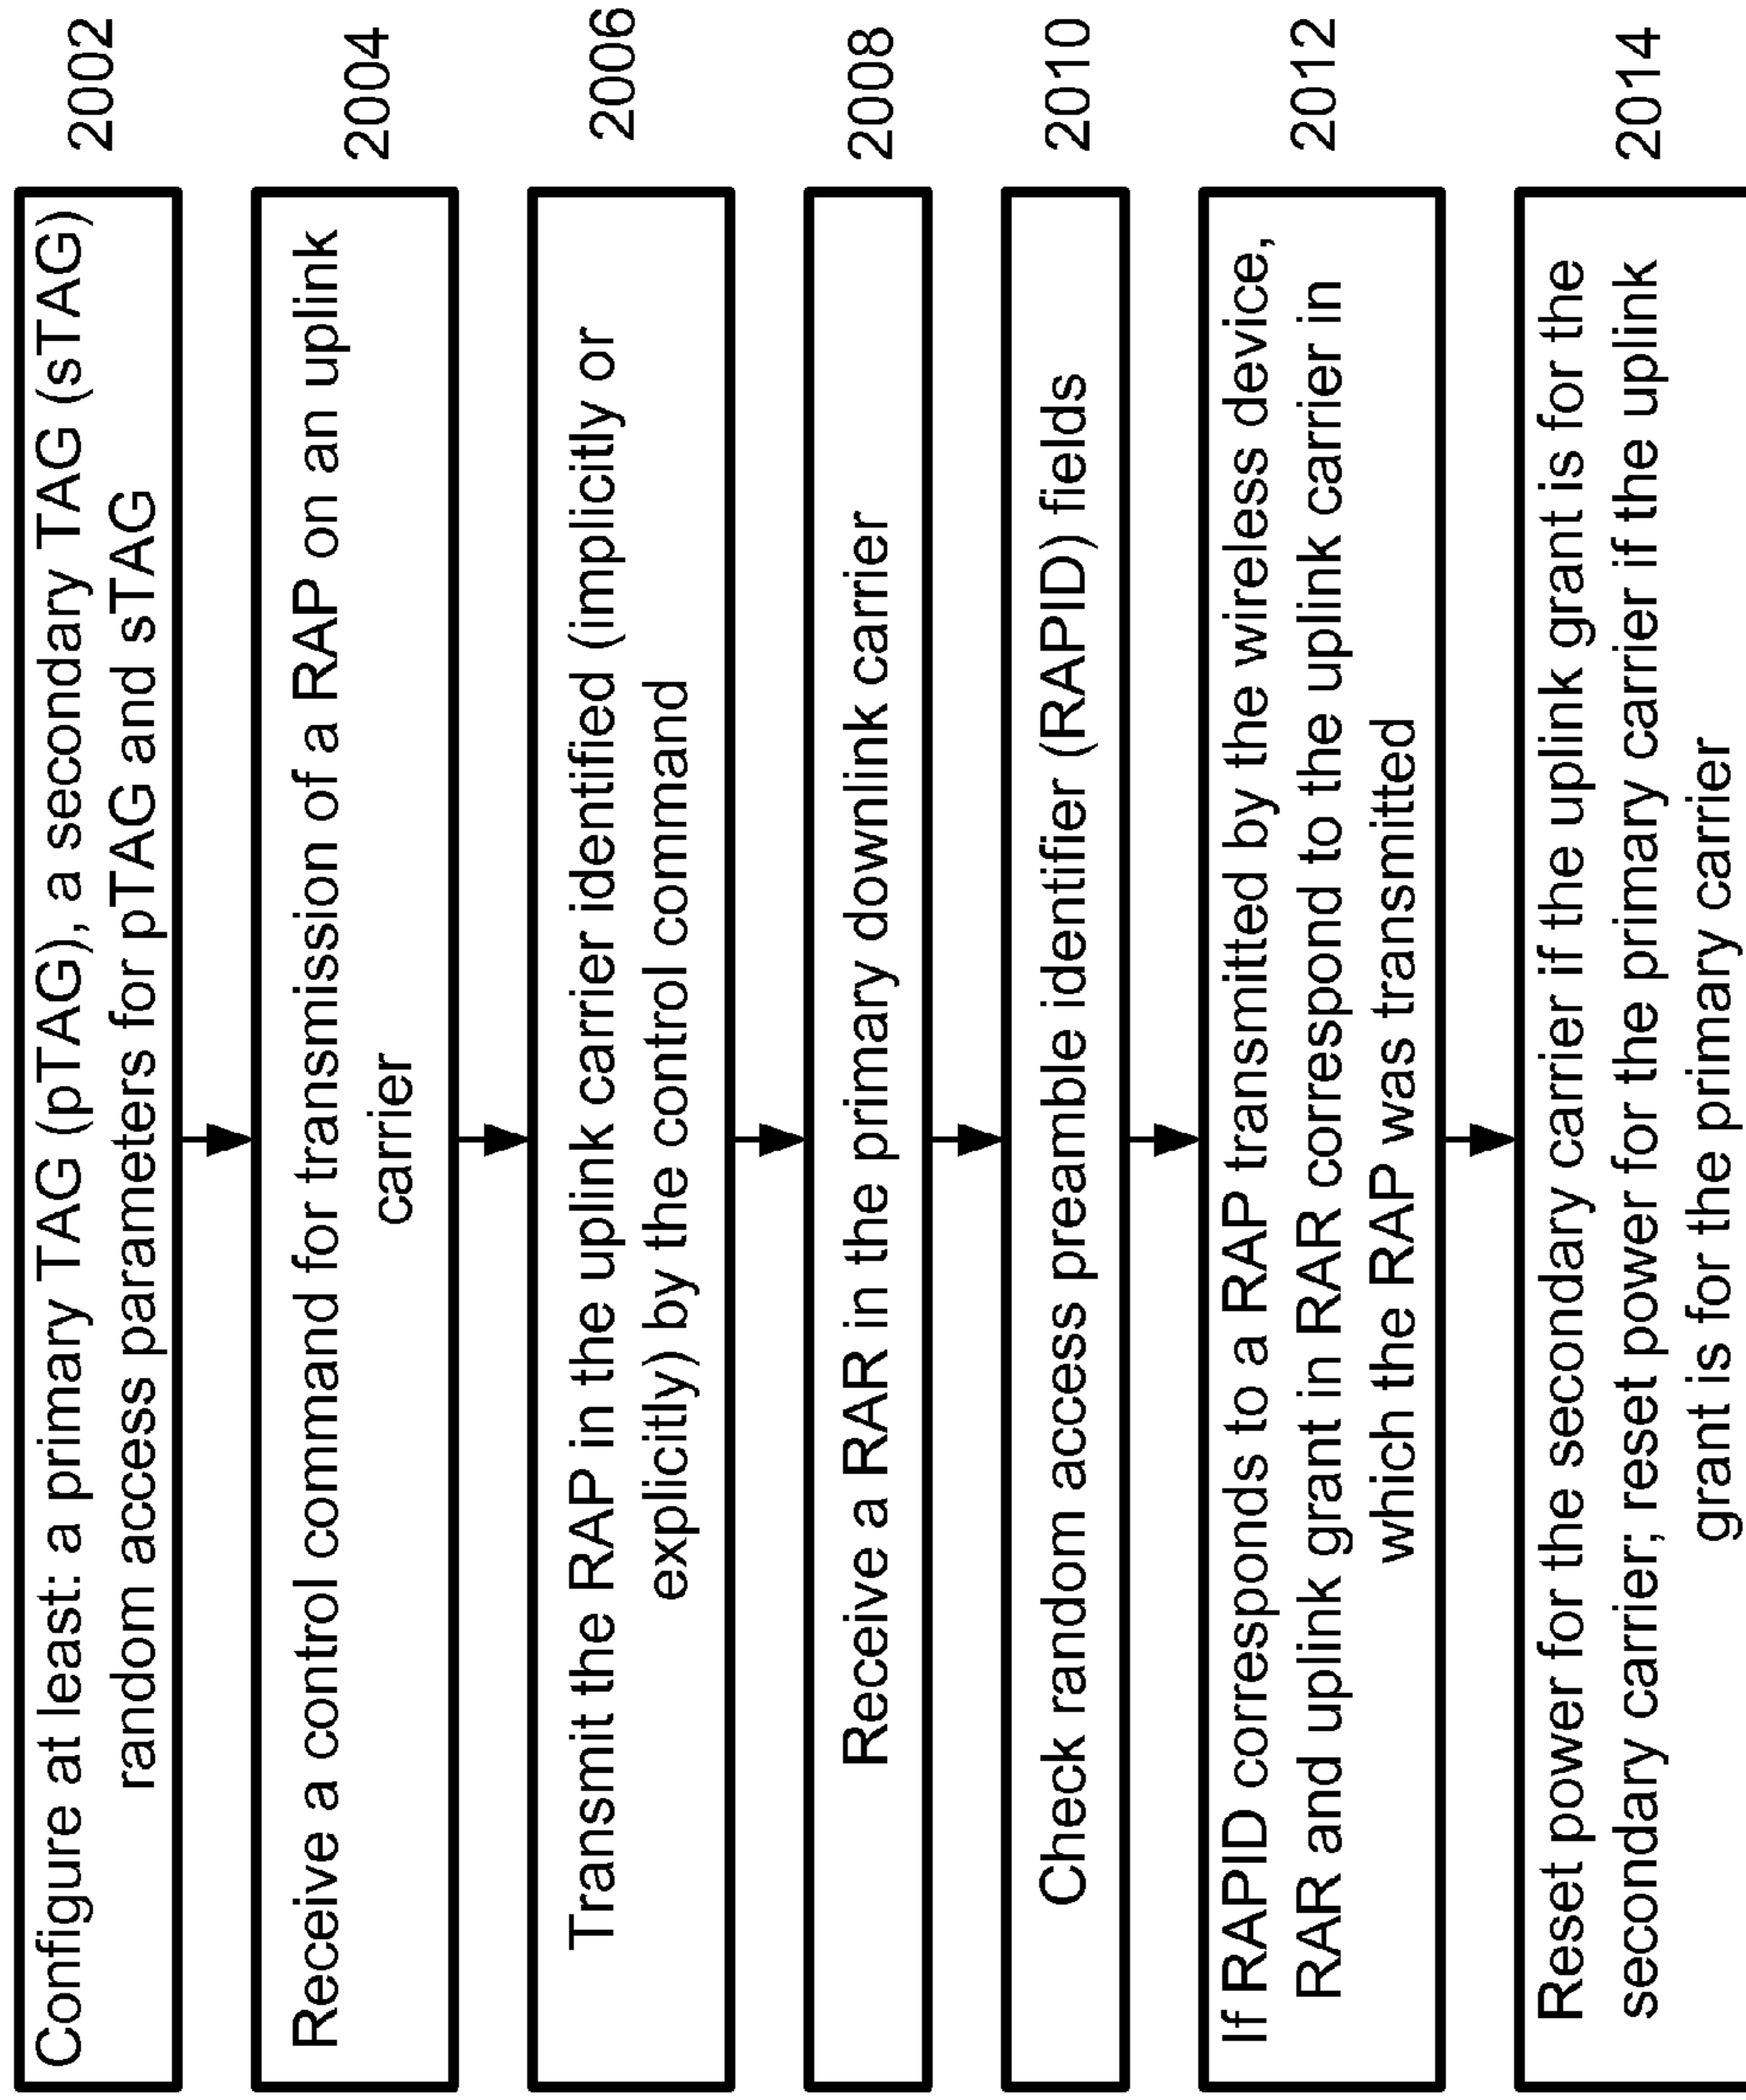 Configure at least: a primary TAG (pTAG), a secondary TAG (sTAG)
random access parameters for pTAG and sTAG
2002
Receive a control command for transmission of a RAP on an uplink
carrier
2004
Transmit the RAP in the uplink carrier identified (implicitly or
explicitly) by the control command
2006
Receive a RAR in the primary downlink carrier
2008
Check random access preamble identifier (RAPID) fields
2010
If RAPID corresponds to a RAP transmitted by the wireless device,
RAR and uplink grant in RAR correspond to the uplink carrier in
which the RAP was transmitted
2012
Reset power for the secondary carrier if the uplink grant is for the
secondary carrier; reset power for the primary carrier if the uplink
grant is for the primary carrier
2014